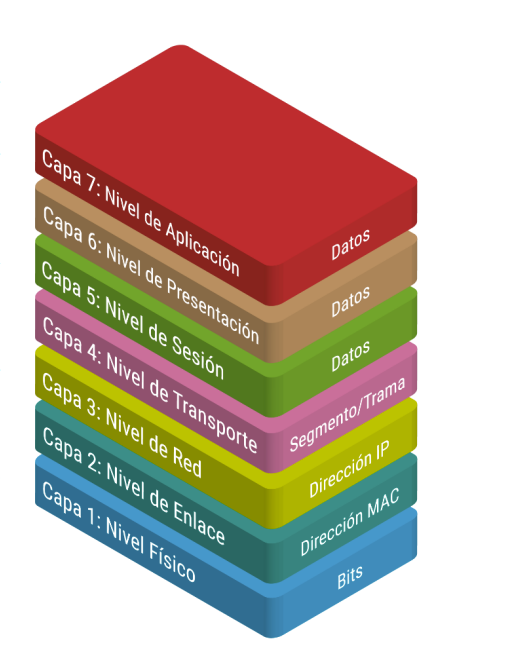 Capa 7: Nivel de Aplicación
Datos
Capa 6: Nivel de Presentación
Datos
Capa 5: Nivel de Sesión
Datos
Capa 4: Nivel de Transporte
Segmento/Trama
Capa 3: Nivel de Red
Dirección IP
Capa 2: Nivel de Enlace
Dirección MAC
Capa 1: Nivel Físico
Bits